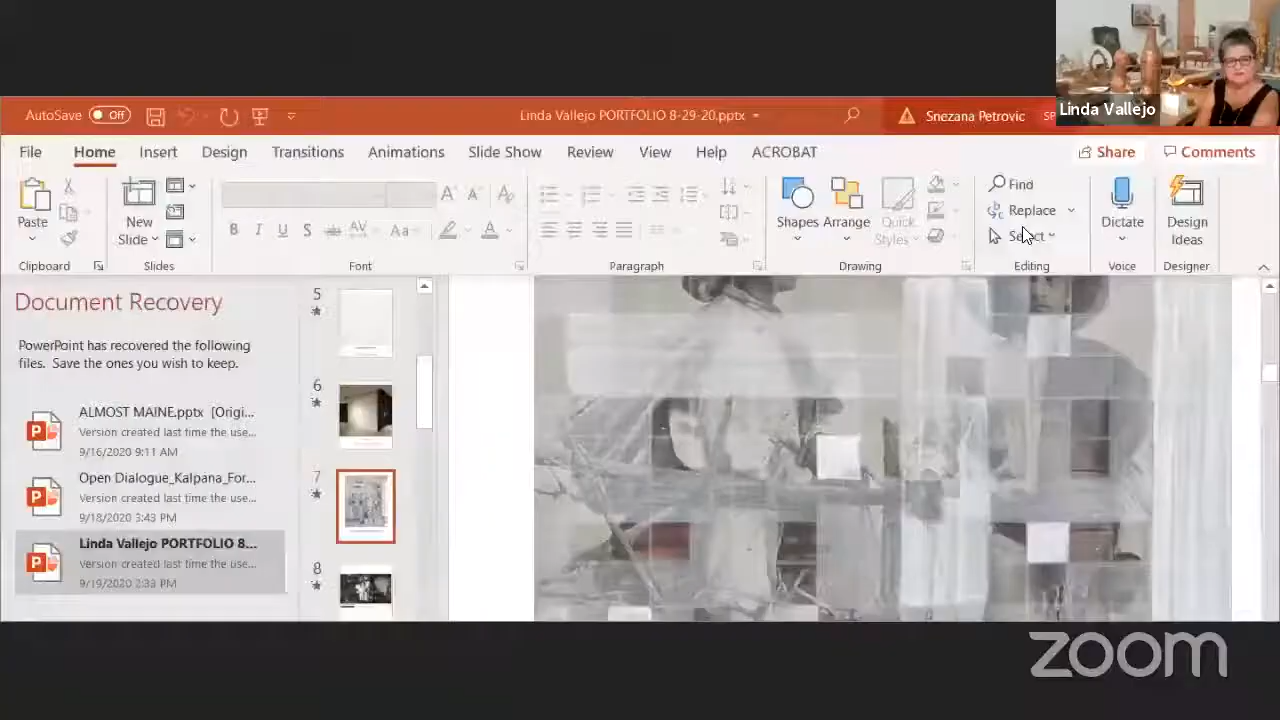 Linda Vallejo
AutoSave Off
Linda Vallejo PORTFOLIO 8-29-20.pptx
Snezana Petrovic
SP
File Home Insert Design Transitions Animations Slide Show Review View Help ACROBAT
Share Comments
Paste
New
Slide
B I U S ab AV Aa A
Shapes Arrange Quick
Styles
Find
Replace
Select
Dictate
Design
Ideas
Clipboard Slides Font Paragraph Drawing Editing Voice Designer
Document Recovery
PowerPoint has recovered the following
files. Save the ones you wish to keep.
ALMOST MAINE.pptx [Origi...
Version created last time the use...
9/16/2020 9:11 AM
Open Dialogue_Kalpana_For...
Version created last time the use...
9/18/2020 3:43 PM
Linda Vallejo PORTFOLIO 8...
Version created last time the use...
9/19/2020 2:33 PM
5
6
7
8
zoom